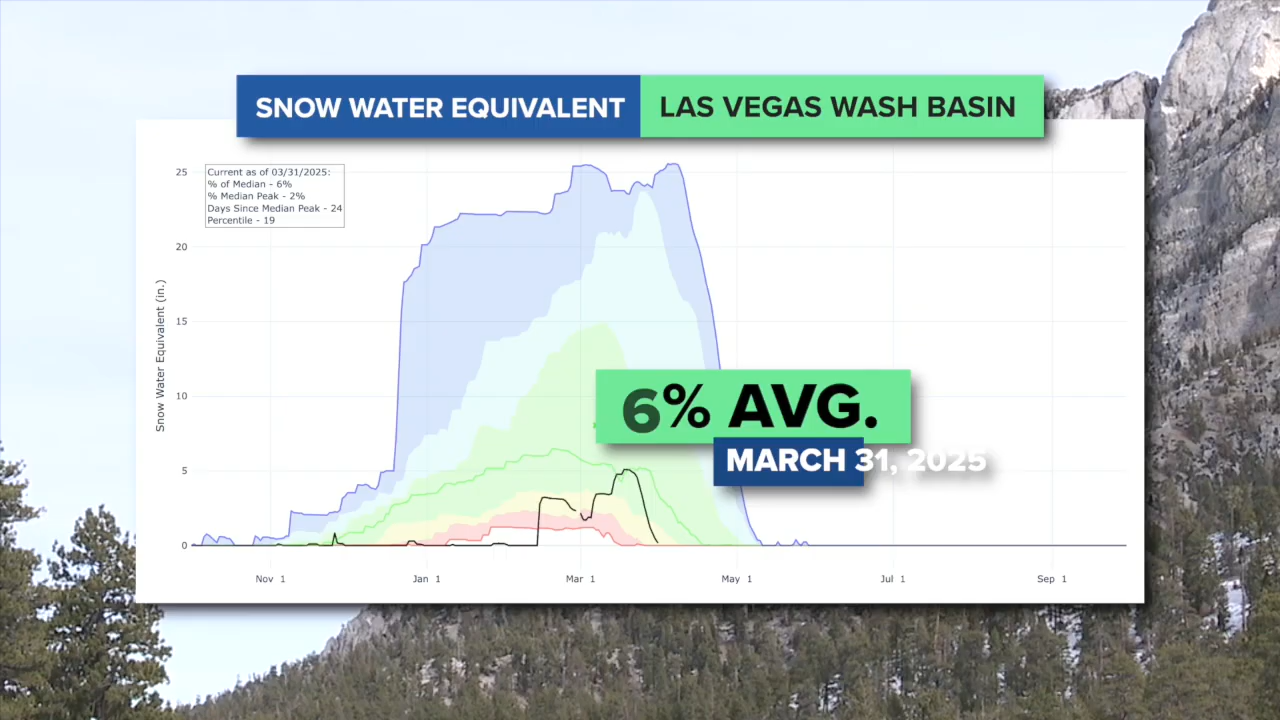 SNOW WATER EQUIVALENT LAS VEGAS WASH BASIN
Current as of 03/31/2025:
% of Median - 6%
% Median Peak - 2%
Days Since Median Peak - 24
Percentile - 19
Snow Water Equivalent (in.)
25
20
15
10
5
0
6% AVG.
MARCH 31, 2025
Nov 1 Jan 1 Mar 1 May 1 Jul 1 Sep 1